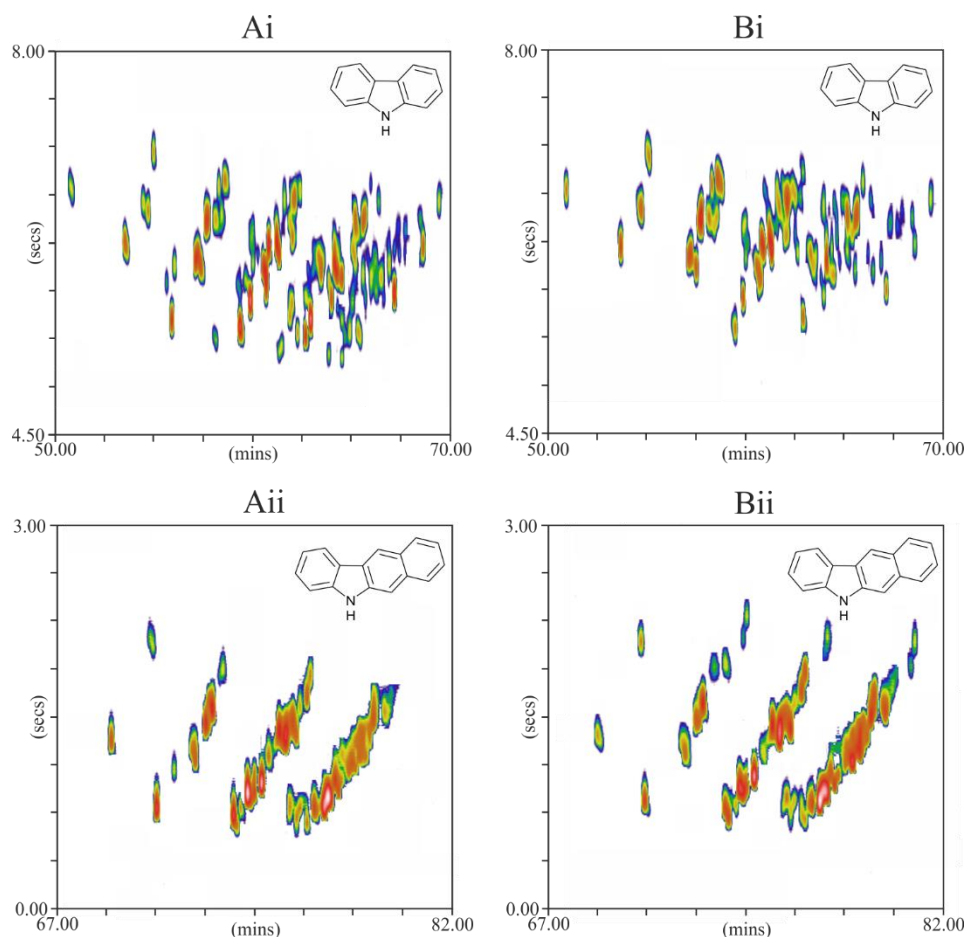 Ai
8.00
N
H
(secs)
4.50
50.00
(mins)
70.00
Bi
8.00
N
H
(secs)
4.50
50.00
(mins)
70.00
Aii
3.00
N
H
(secs)
0.00
67.00
(mins)
82.00
Bii
3.00
N
H
(secs)
0.00
67.00
(mins)
82.00